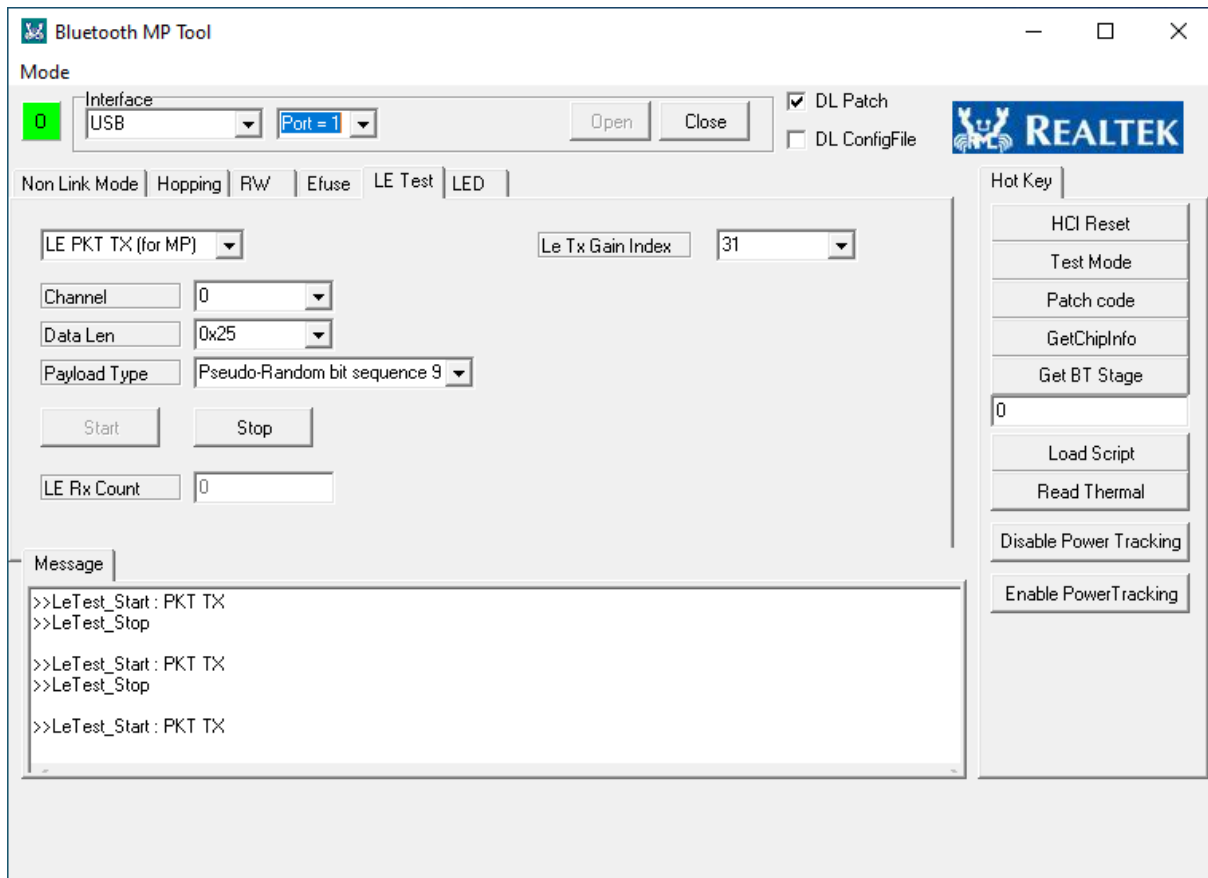 Bluetooth MP Tool
Mode
0
Interface
USB
Port = 1
Open
Close
DL Patch
DL ConfigFile
REALTEK
Non Link Mode
Hopping
RW
Efuse
LE Test
LED
Hot Key
LE PKT TX (for MP)
Le Tx Gain Index
31
Channel
0
Data Len
0x25
Payload Type
Pseudo-Random bit sequence 9
Start
Stop
LE Rx Count
0
HCI Reset
Test Mode
Patch code
GetChipInfo
Get BT Stage
0
Load Script
Read Thermal
Disable Power Tracking
Enable PowerTracking
Message
>>LeTest_Start : PKT TX
>>LeTest_Stop
>>LeTest_Start : PKT TX
>>LeTest_Stop
>>LeTest_Start : PKT TX